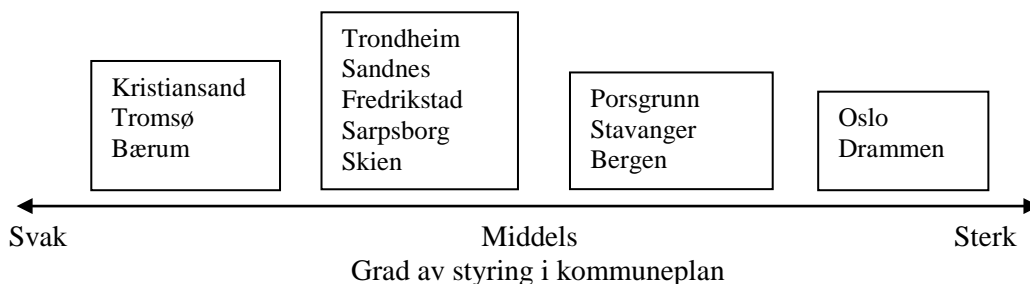 Kristiansand
Tromsø
Bærum
Trondheim
Sandnes
Fredrikstad
Sarpsborg
Skien
Porsgrunn
Stavanger
Bergen
Oslo
Drammen
Svak
Middels
Sterk
Grad av styring i kommuneplan